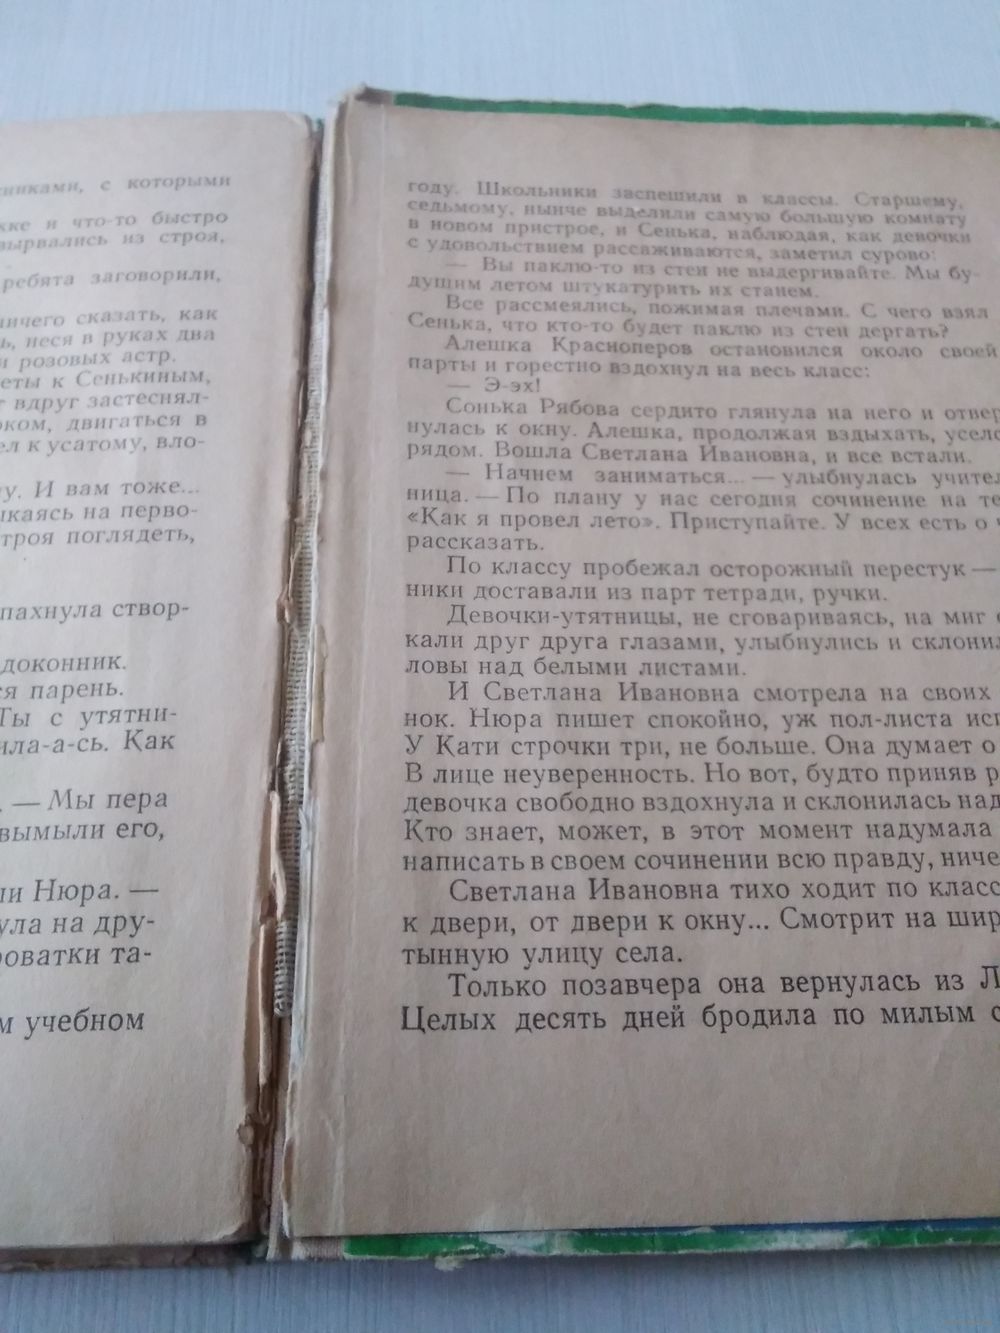 никами, с которыми
ке и что-то быстро
вырвались из строя,
ребята заговорили,
ничего сказать, как
ь, неся в руках два
и розовых астр.
еты к Сенькиным,
т вдруг застеснял-
ком, двигаться в
ел к усатому, вло-
у. И вам тоже...
каясь на перво-
троя поглядеть,
пахнула створ-
доконник.
ся парень.
Ты с утятни-
ила-а-сь. Как
. — Мы пера
вымыли его,
ли Нюра. —
ула на дру-
роватки та-
м учебном
году. Школьники заспешили в классы. Старшему,
седьмому, нынче выделили самую большую комнату
в новом пристрое, и Сенька, наблюдая, как девочки
с удовольствием рассаживаются, заметил сурово:
— Вы паклю-то из стен не выдергивайте. Мы бу-
дущим летом штукатурить их станем.
Все рассмеялись, пожимая плечами. С чего взял
Сенька, что кто-то будет паклю из стен дергать?
Алешка Красноперов остановился около своей
парты и горестно вздохнул на весь класс:
— Э-эх!
Сонька Рябова сердито глянула на него и отвер
нулась к окну. Алешка, продолжая вздыхать, уселс
рядом. Вошла Светлана Ивановна, и все встали.
— Начнем заниматься... — улыбнулась учител
ница. — По плану у нас сегодня сочинение на те
«Как я провел лето». Приступайте. У всех есть о ч
рассказать.
По классу пробежал осторожный перестук —
ники доставали из парт тетради, ручки.
Девочки-утятницы, не сговариваясь, на миг
кали друг друга глазами, улыбнулись и склонил
ловы над белыми листами.
И Светлана Ивановна смотрела на своих
нок. Нюра пишет спокойно, уж пол-листа исп
У Кати строчки три, не больше. Она думает о
В лице неуверенность. Но вот, будто приняв р
девочка свободно вздохнула и склонилась над
Кто знает, может, в этот момент надумала
написать в своем сочинении всю правду, ниче
Светлана Ивановна тихо ходит по класс
к двери, от двери к окну... Смотрит на шир
тынную улицу села.
Только позавчера она вернулась из Л
Целых десять дней бродила по милым с